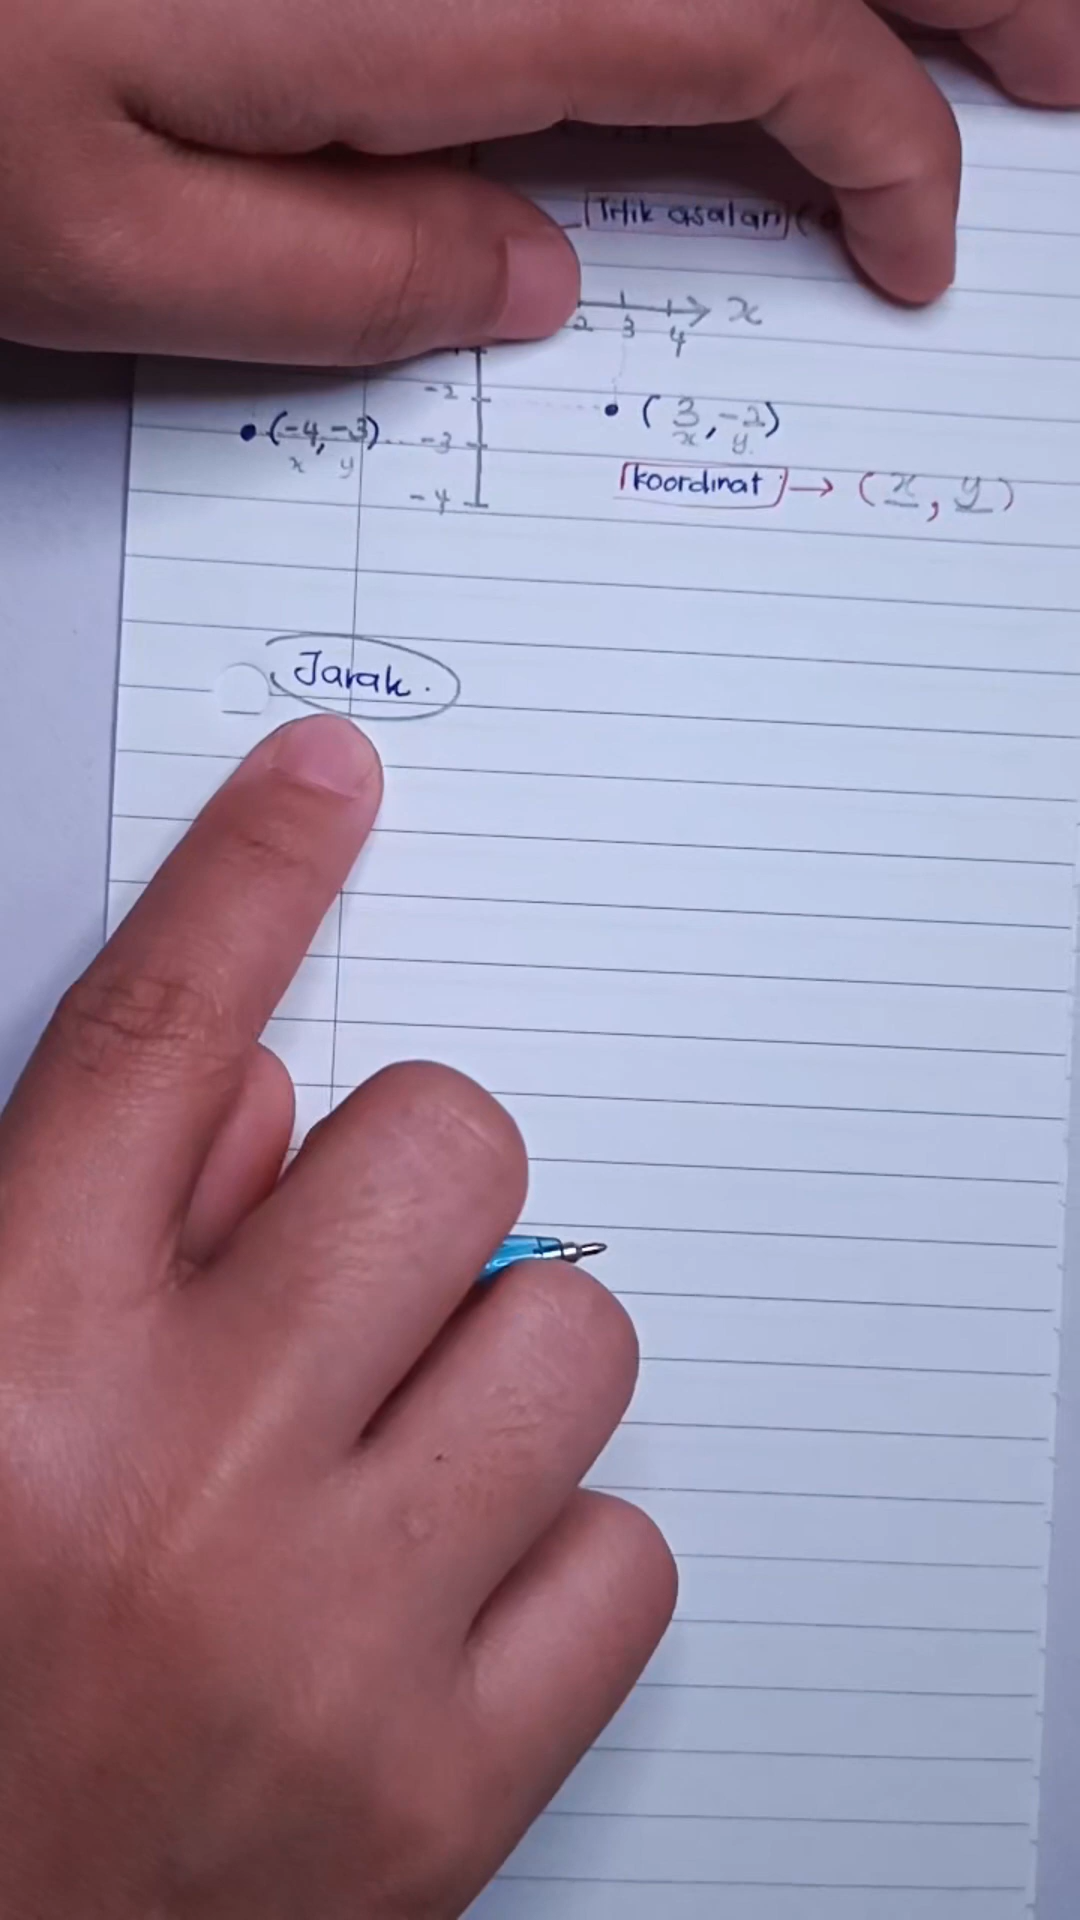 Titik asalan (
x
2 3 4
-2
(3, -2)
x y
(-4, -3)
x y
-3
koordinat → (x, y)
-4
Jarak.